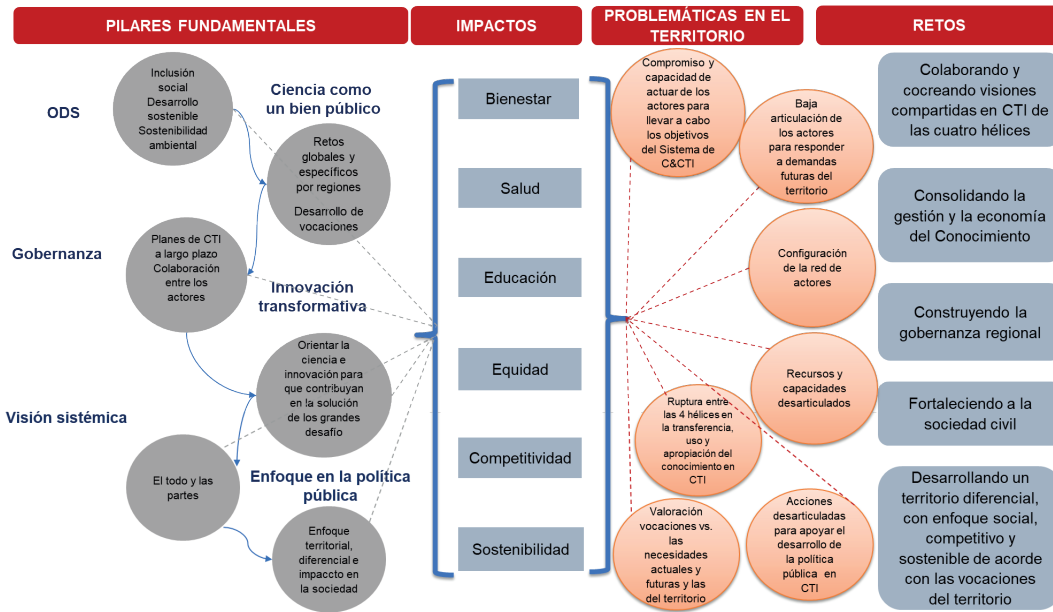 PILARES FUNDAMENTALES
IMPACTOS
PROBLEMÁTICAS EN EL
TERRITORIO
RETOS
ODS
Inclusión
social
Desarrollo
sostenible
Sostenibilidad
ambiental
Ciencia como
un bien público
Retos
globales y
específicos
por regiones
Desarrollo de
vocaciones
Gobernanza
Planes de CTI
a largo plazo
Colaboración
entre los
actores
Innovación
transformativa
Orientar la
ciencia e
innovación para
que contribuyan
en la solución
de los grandes
desafío
Visión sistémica
El todo y las
partes
Enfoque en la política
pública
Enfoque
territorial,
diferencial e
impaccto en
la sociedad
Bienestar
Salud
Educación
Equidad
Competitividad
Sostenibilidad
Compromiso y
capacidad de
actuar de los
actores para
llevar a cabo
los objetivos
del Sistema de
C&CTI
Baja
articulación de
los actores
para responder
a demandas
futuras del
territorio
Configuración
de la red de
actores
Recursos y
capacidades
desarticulados
Ruptura entre
las 4 hélices en
la transferencia,
uso y
apropiación del
conocimiento en
CTI
Valoración
vocaciones vs.
las
necesidades
actuales y
futuras y las
del territorio
Acciones
desarticuladas
para apoyar el
desarrollo de
la política
pública en
CTI
Colaborando y
cocreando visiones
compartidas en CTI de
las cuatro hélices
Consolidando la
gestión y la economía
del Conocimiento
Construyendo la
gobernanza regional
Fortaleciendo a la
sociedad civil
Desarrollando un
territorio diferencial,
con enfoque social,
competitivo y
sostenible de acorde
con las vocaciones
del territorio